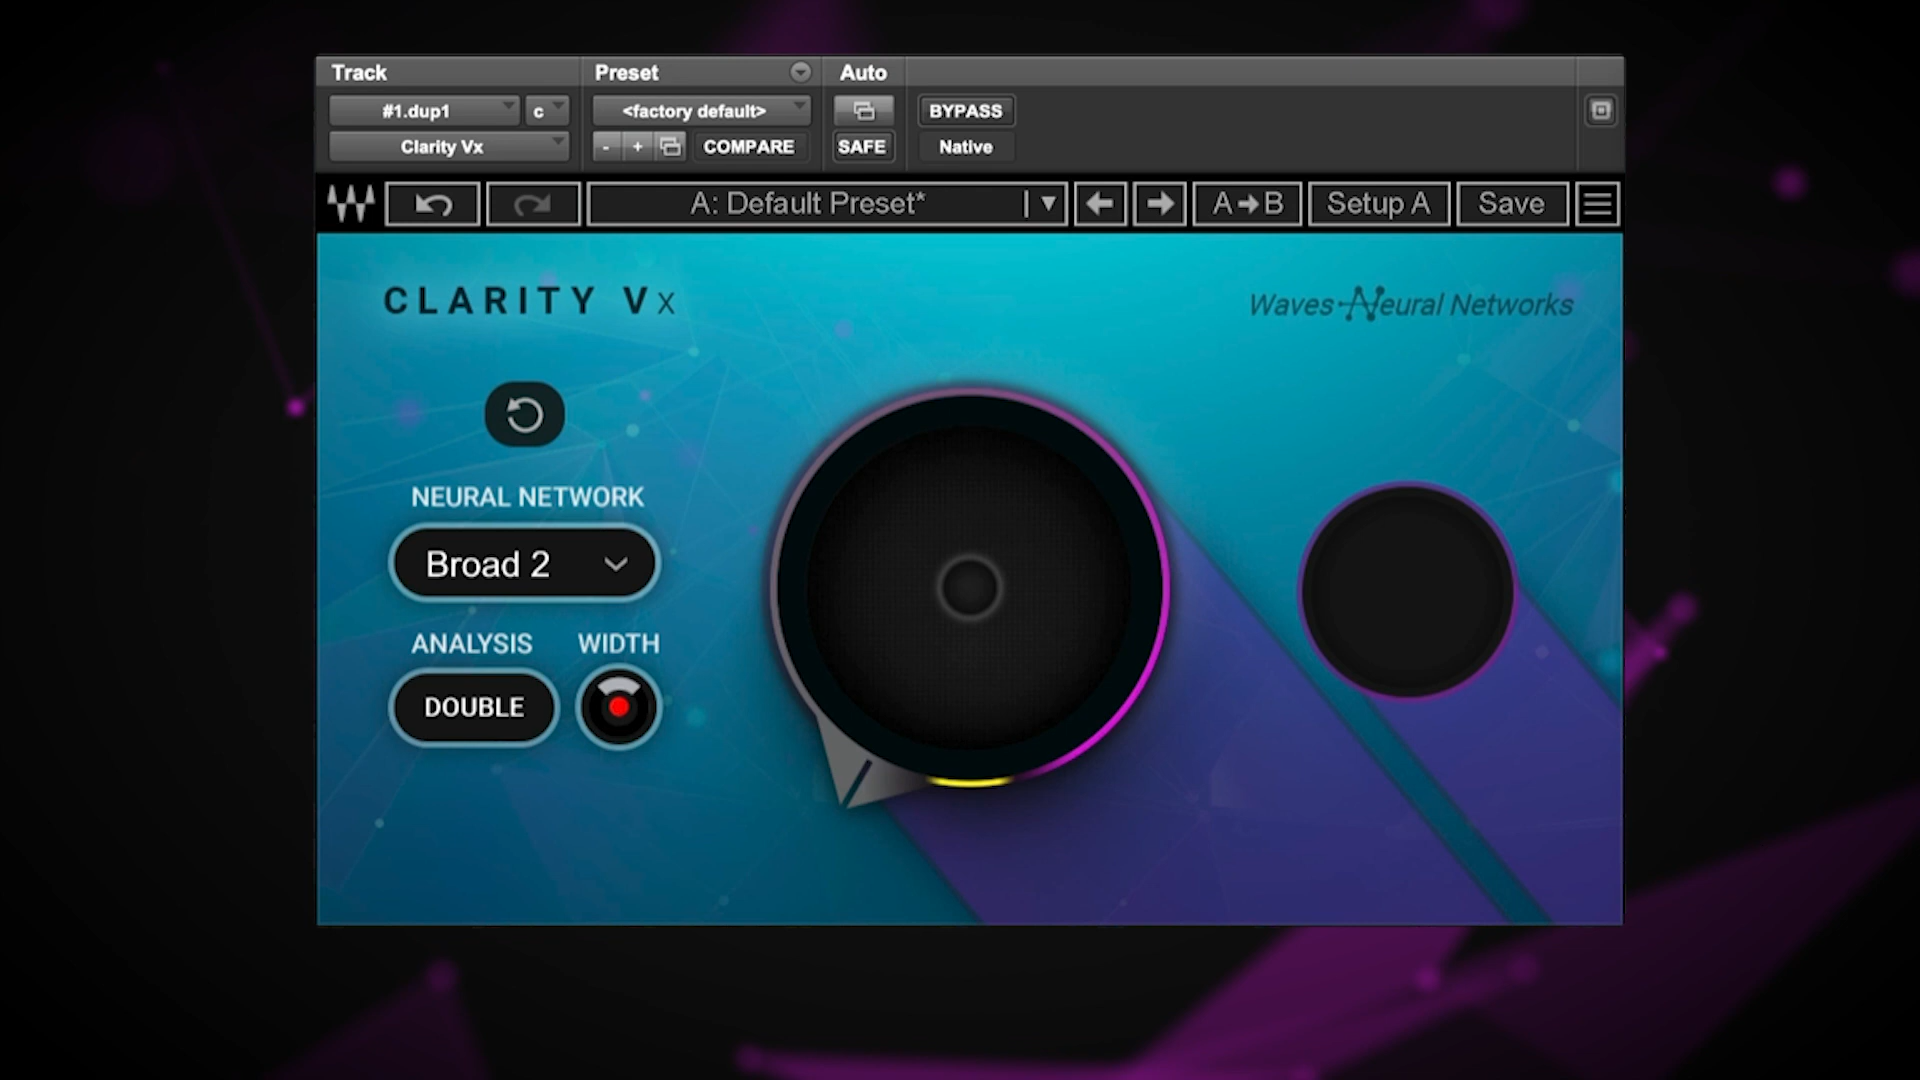 Track Preset Auto
#1.dup1 c <factory default> BYPASS
Clarity Vx - + COMPARE SAFE Native
A: Default Preset* A→B Setup A Save
CLARITY Vx
Waves Neural Networks
NEURAL NETWORK
Broad 2
ANALYSIS WIDTH
DOUBLE